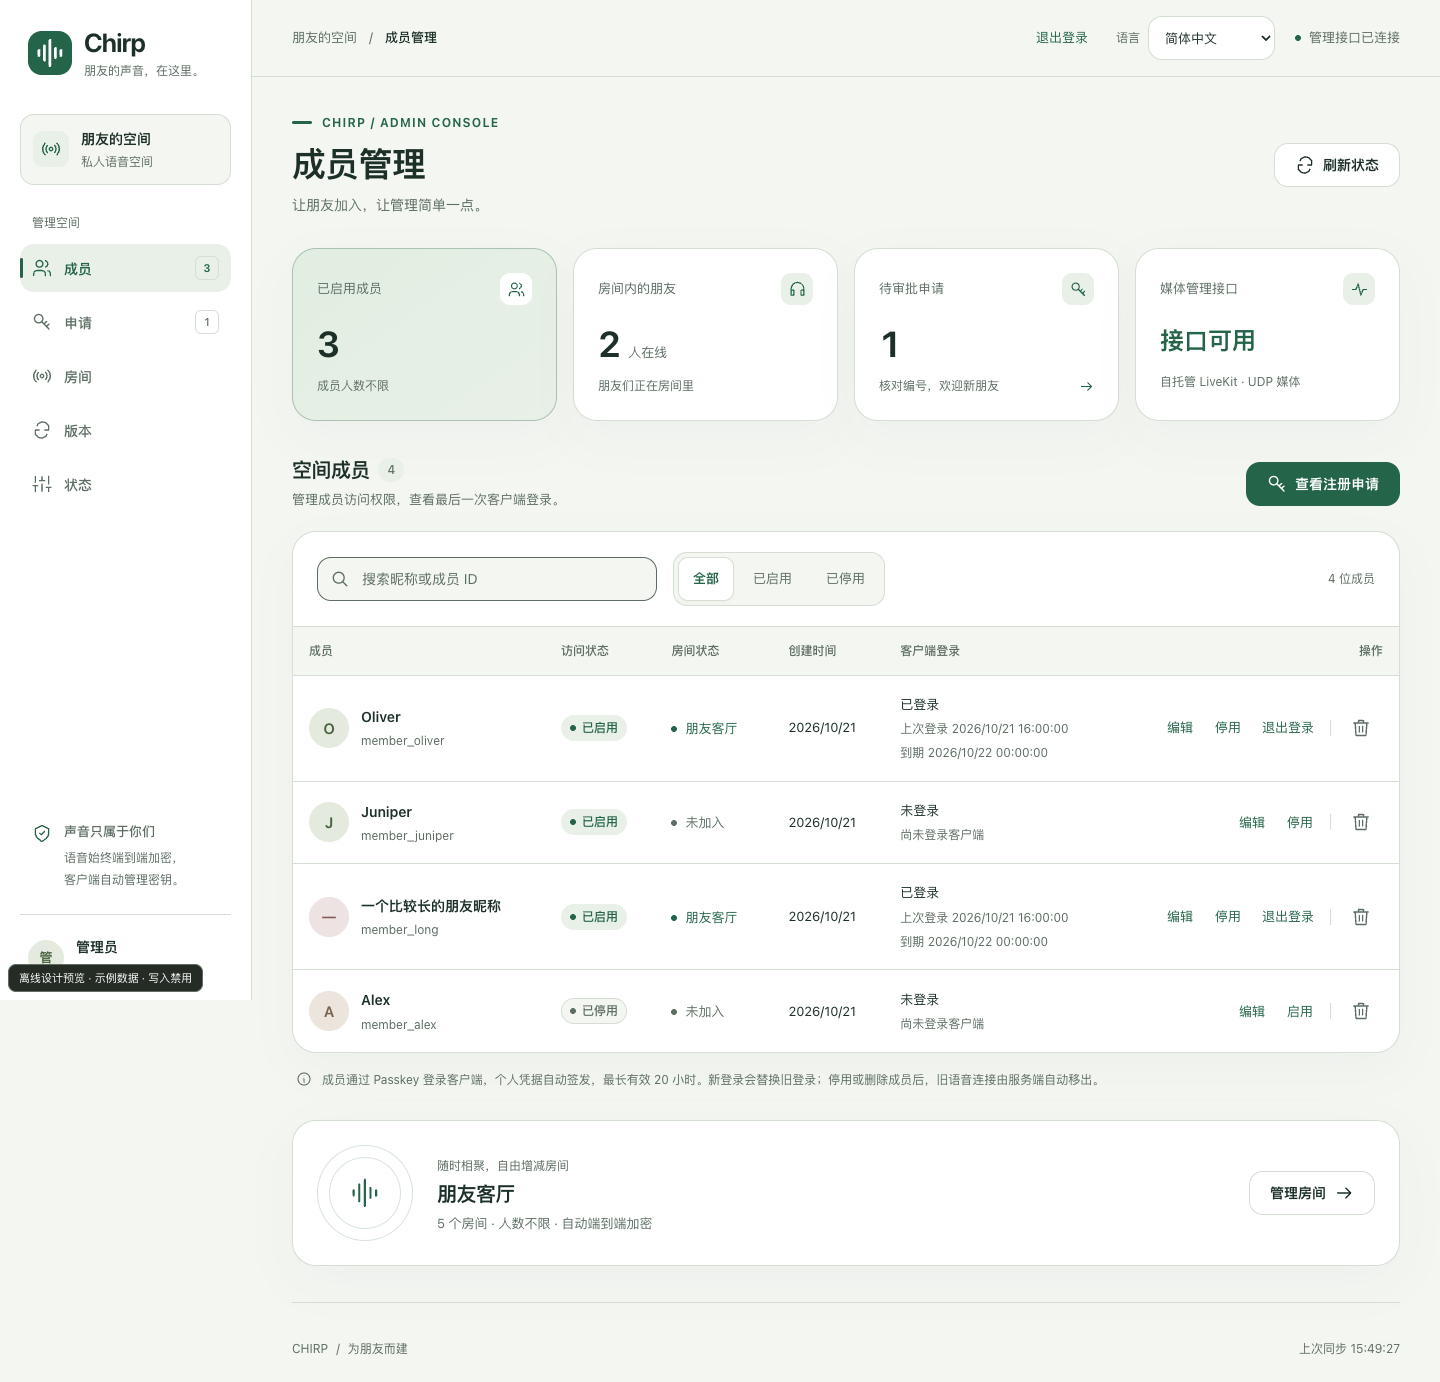 Chirp
朋友的声音，在这里。
朋友的空间
私人语音空间
管理空间
成员 3
申请 1
房间
版本
状态
声音只属于你们
语音始终端到端加密，
客户端自动管理密钥。
管 管理员
离线设计预览 · 示例数据 · 写入禁用
朋友的空间 / 成员管理
退出登录 语言 简体中文 管理接口已连接
CHIRP / ADMIN CONSOLE
成员管理
让朋友加入，让管理简单一点。
刷新状态
已启用成员
3
成员人数不限
房间内的朋友
2 人在线
朋友们正在房间里
待审批申请
1
核对编号，欢迎新朋友
媒体管理接口
接口可用
自托管 LiveKit · UDP 媒体
空间成员 4
管理成员访问权限，查看最后一次客户端登录。
查看注册申请
搜索昵称或成员 ID
全部 已启用 已停用
4 位成员
成员 访问状态 房间状态 创建时间 客户端登录 操作
O Oliver
member_oliver
已启用 朋友客厅 2026/10/21
已登录
上次登录 2026/10/21 16:00:00
到期 2026/10/22 00:00:00
编辑 停用 退出登录
J Juniper
member_juniper
已启用 未加入 2026/10/21
未登录
尚未登录客户端
编辑 停用
一 一个比较长的朋友昵称
member_long
已启用 朋友客厅 2026/10/21
已登录
上次登录 2026/10/21 16:00:00
到期 2026/10/22 00:00:00
编辑 停用 退出登录
A Alex
member_alex
已停用 未加入 2026/10/21
未登录
尚未登录客户端
编辑 启用
成员通过 Passkey 登录客户端，个人凭据自动签发，最长有效 20 小时。新登录会替换旧登录；停用或删除成员后，旧语音连接由服务端自动移出。
随时相聚，自由增减房间
朋友客厅
5 个房间 · 人数不限 · 自动端到端加密
管理房间
CHIRP / 为朋友而建
上次同步 15:49:27